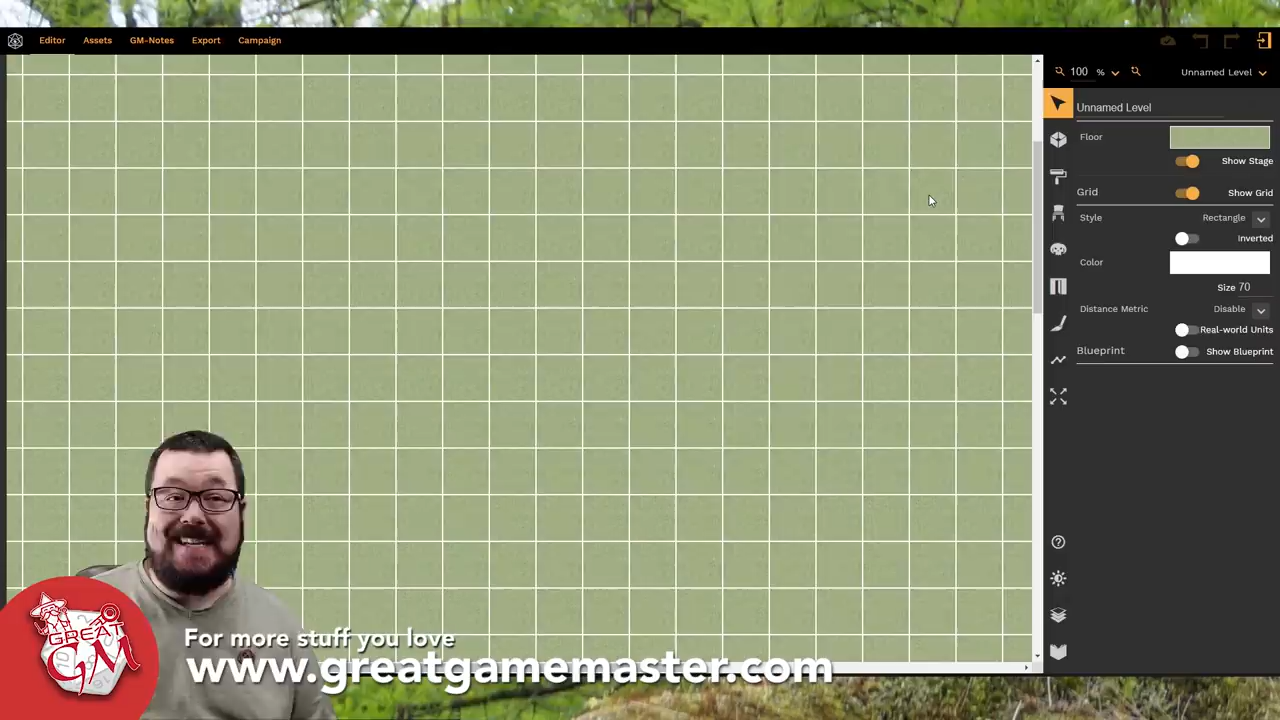 Editor Assets GM-Notes Export Campaign
100 % Unnamed Level
Unnamed Level
Floor
Show Stage
Grid Show Grid
Style Rectangle
Inverted
Color
Size 70
Distance Metric Disable
Real-world Units
Blueprint Show Blueprint
GREAT
GM
For more stuff you love
www.greatgamemaster.com